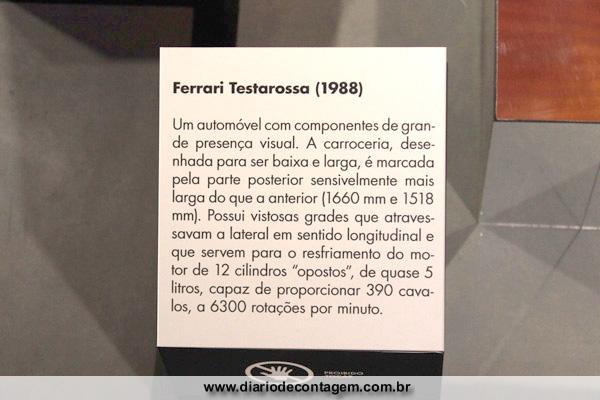 Ferrari Testarossa (1988)
Um automóvel com componentes de gran-
de presença visual. A carroceria, dese-
nhada para ser baixa e larga, é marcada
pela parte posterior sensivelmente mais
larga do que a anterior (1660 mm e 1518
mm). Possui vistosas grades que atraves-
savam a lateral em sentido longitudinal e
que servem para o resfriamento do mo-
tor de 12 cilindros “opostos”, de quase 5
litros, capaz de proporcionar 390 cava-
los, a 6300 rotações por minuto.
PROIBIDO
www.diariodecontagem.com.br